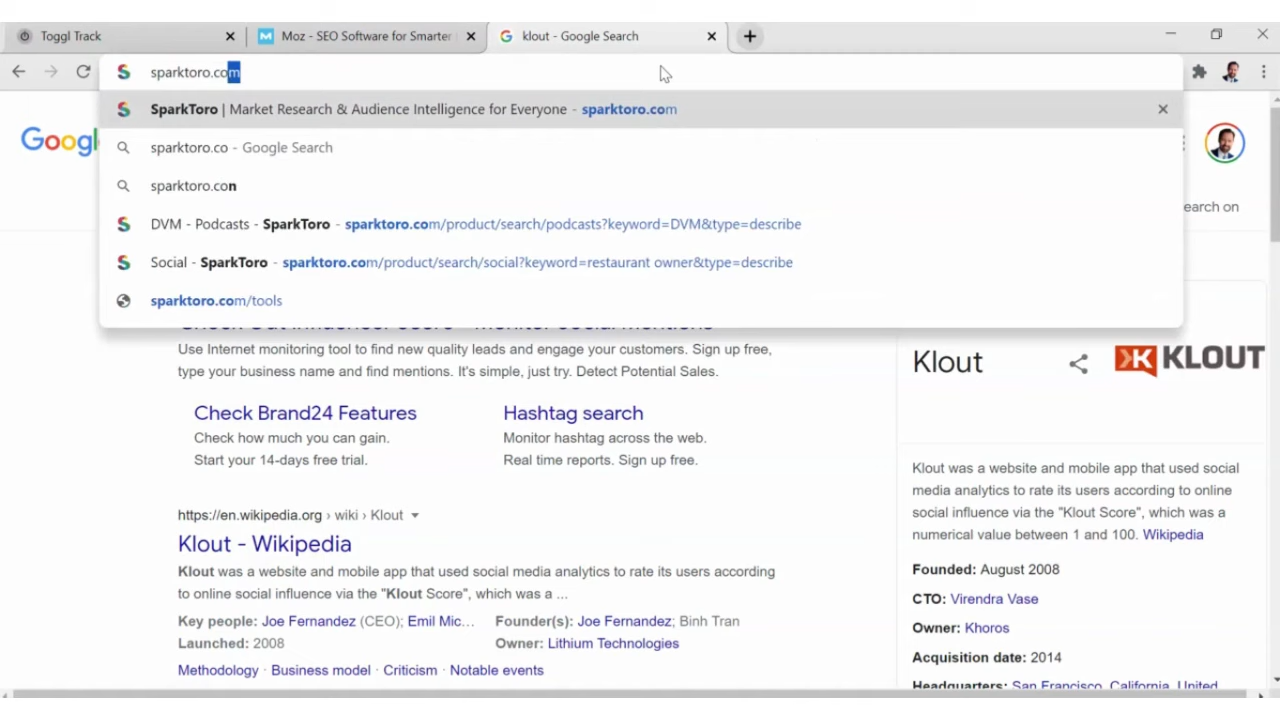 Toggl Track
Moz - SEO Software for Smarter
klout - Google Search
sparktoro.com
SparkToro | Market Research & Audience Intelligence for Everyone - sparktoro.com
sparktoro.co - Google Search
sparktoro.con
DVM - Podcasts - SparkToro - sparktoro.com/product/search/podcasts?keyword=DVM&type=describe
Social - SparkToro - sparktoro.com/product/search/social?keyword=restaurant owner&type=describe
sparktoro.com/tools
Googl
earch on
Use Internet monitoring tool to find new quality leads and engage your customers. Sign up free,
type your business name and find mentions. It's simple, just try. Detect Potential Sales.
Check Brand24 Features
Check how much you can gain.
Start your 14-days free trial.
Hashtag search
Monitor hashtag across the web.
Real time reports. Sign up free.
https://en.wikipedia.org › wiki › Klout
Klout - Wikipedia
Klout was a website and mobile app that used social media analytics to rate its users according
to online social influence via the "Klout Score", which was a ...
Key people: Joe Fernandez (CEO); Emil Mic... Founder(s): Joe Fernandez; Binh Tran
Launched: 2008 Owner: Lithium Technologies
Methodology · Business model · Criticism · Notable events
Klout
KLOUT
Klout was a website and mobile app that used social
media analytics to rate its users according to online
social influence via the "Klout Score", which was a
numerical value between 1 and 100. Wikipedia
Founded: August 2008
CTO: Virendra Vase
Owner: Khoros
Acquisition date: 2014
Headquarters: San Francisco, California, United